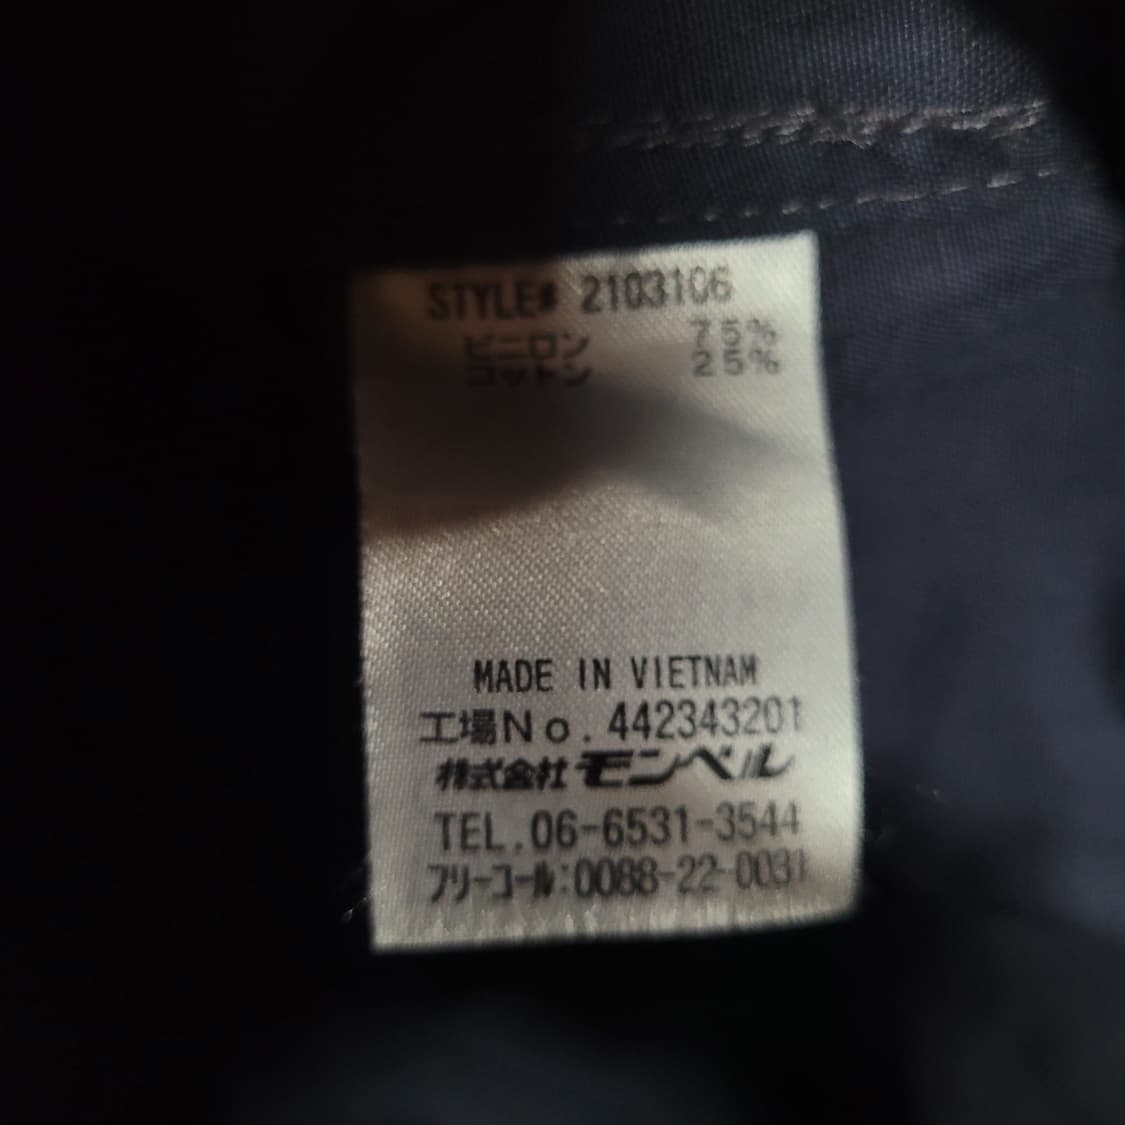 STYLE# 2103106
ビニロン 75%
コットン 25%
MADE IN VIETNAM
工場No.442343201
株式会社モンベル
TEL.06-6531-3544
フリーコール:0088-22-0031